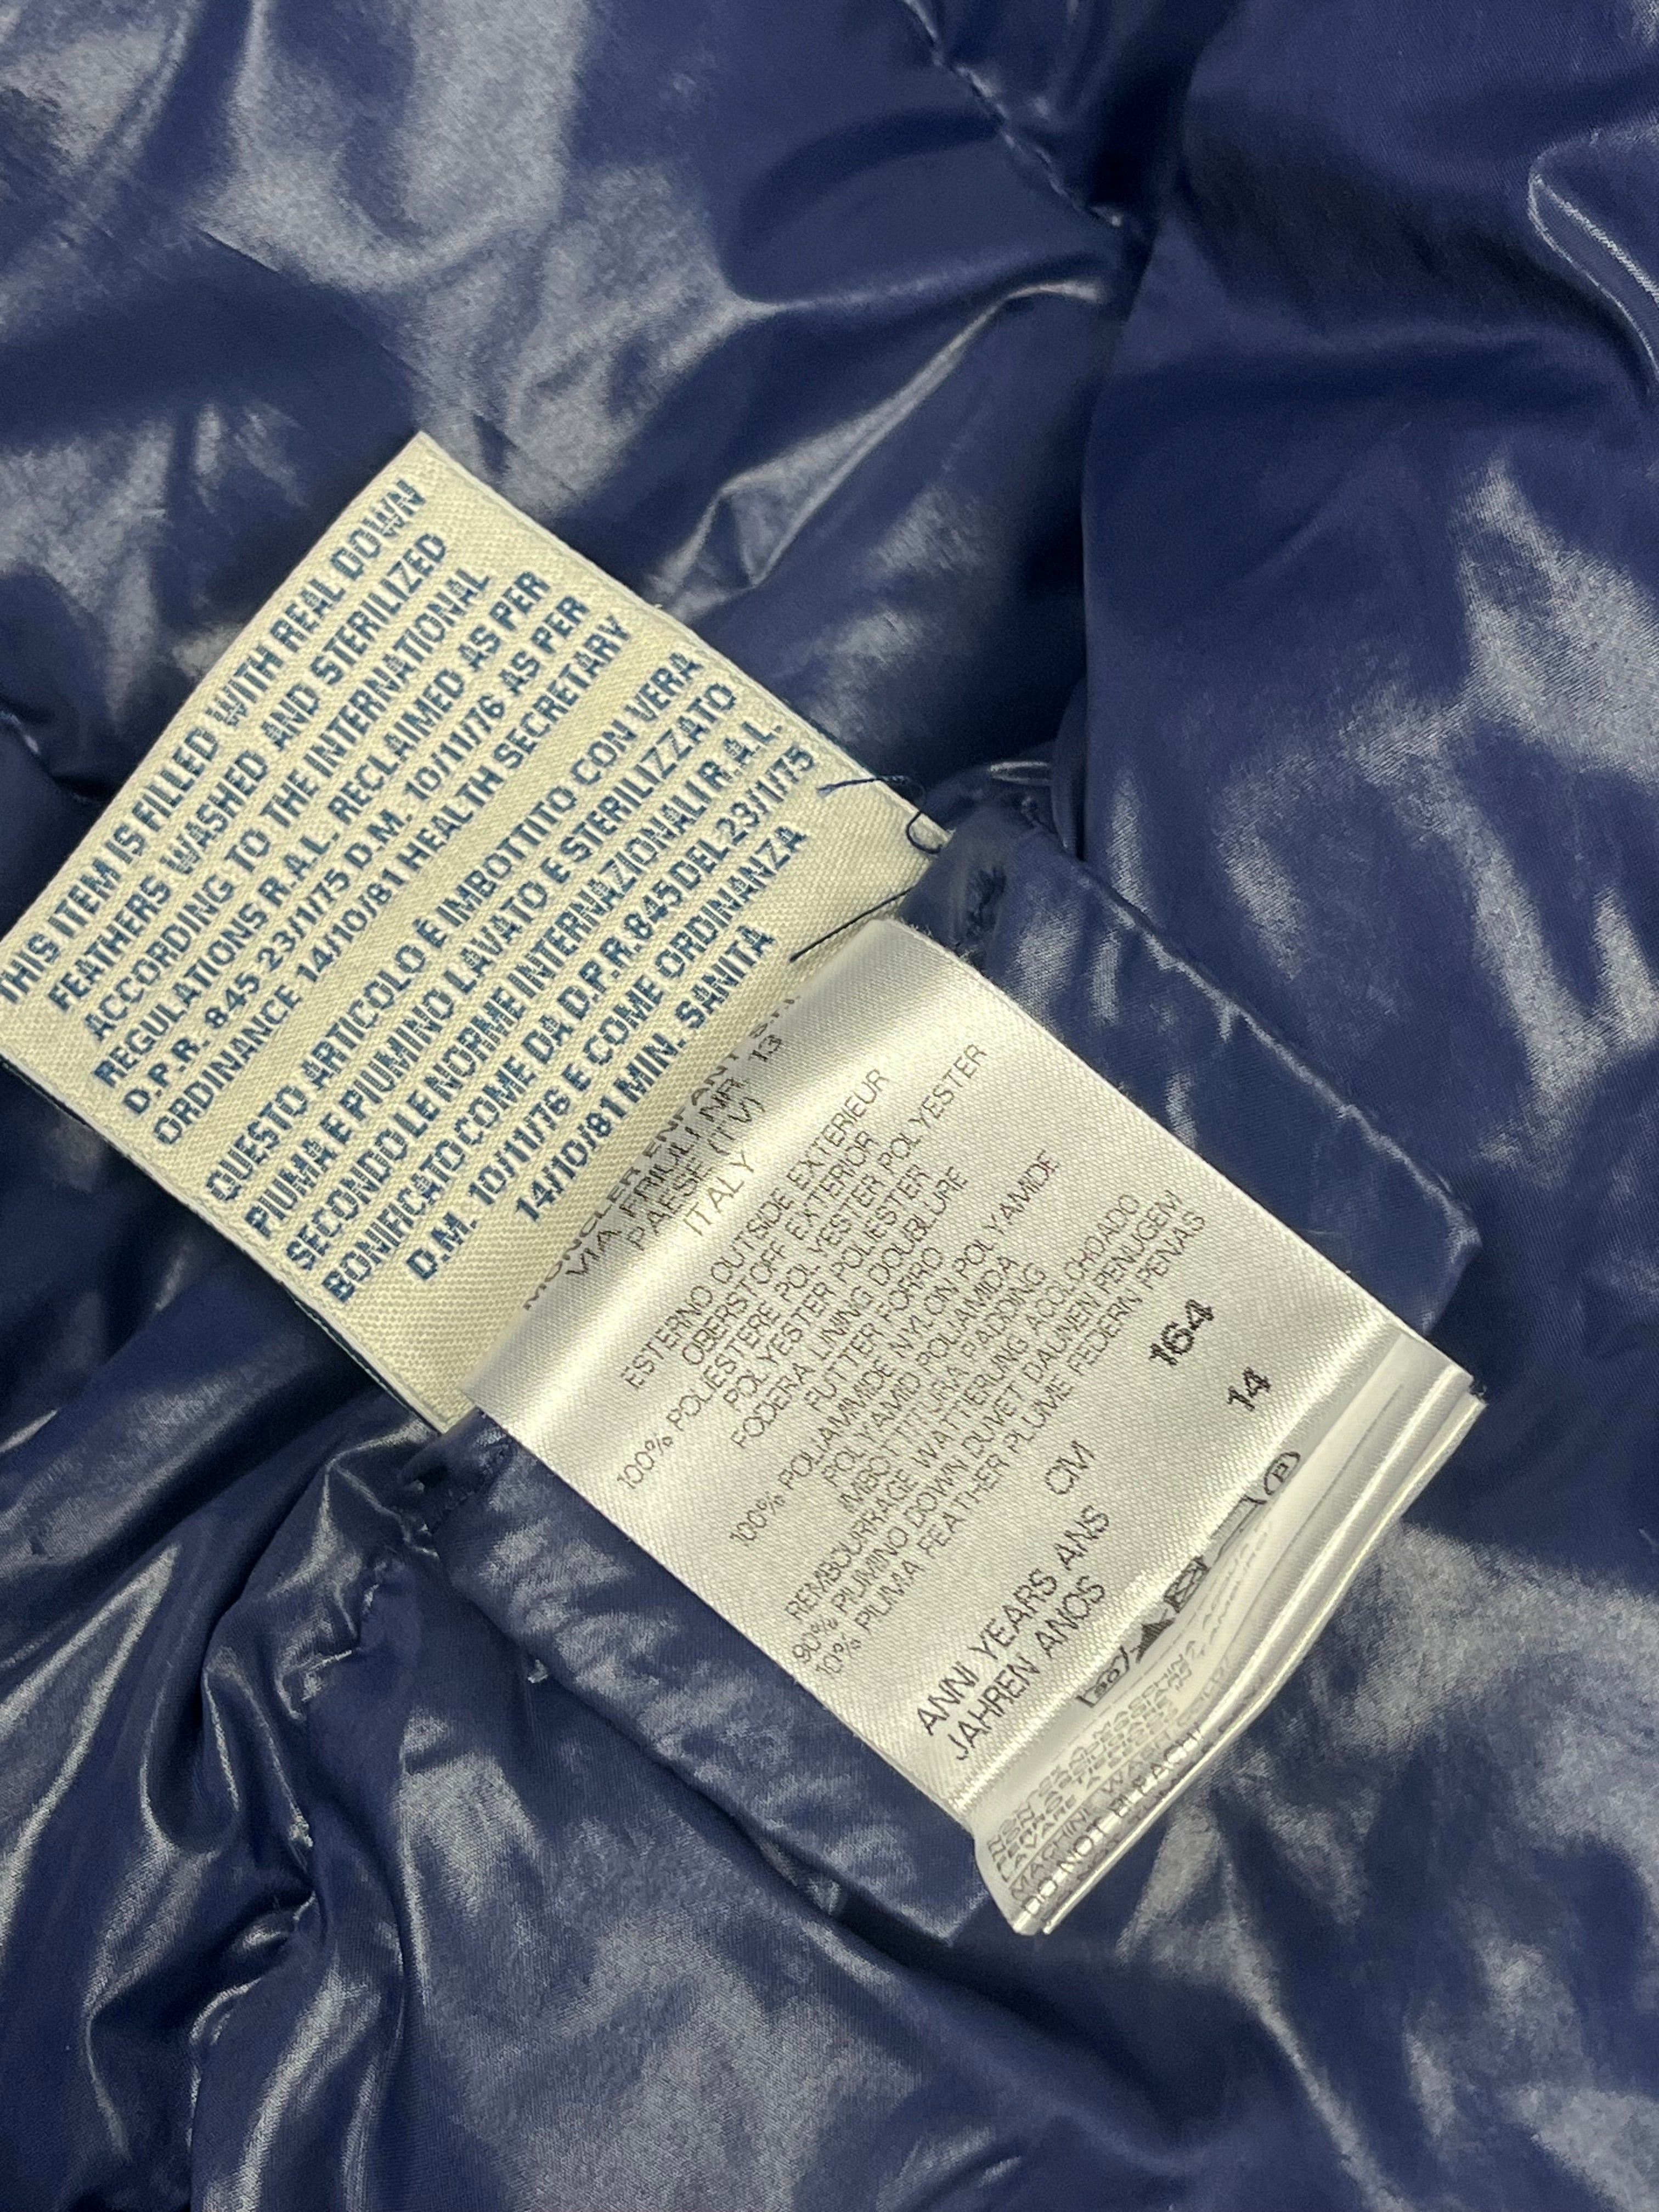 THIS ITEM IS FILLED WITH REAL DOWN
FEATHERS WASHED AND STERILIZED
ACCORDING TO THE INTERNATIONAL
REGULATIONS R.A.L. RECLAIMED AS PER
D.P.R. 845 23/1/75 D.M. 10/11/76 AS PER
ORDINANCE 14/10/81 HEALTH SECRETARY
QUESTO ARTICOLO È IMBOTTITO CON VERA
PIUMA E PIUMINO LAVATO E STERILIZZATO
SECONDO LE NORME INTERNAZIONALI R.A.L.
BONIFICATO COME DA D.P.R. 845 DEL 23/1/75
D.M. 10/11/76 E COME ORDINANZA
14/10/81 MIN. SANITA
MONCLER ENFANT
VIA FRIULI NR. 13
PAESE (TV)
ITALY
ESTERNO OUTSIDE EXTERIEUR
OBERSTOFF EXTERIOR
100% POLIESTERE POLYESTER POLYESTER
POLYESTER POLIESTER
FODERA LINING DOUBLURE
FUTTER FORRO
100% POLIAMMIDE NYLON POLYAMIDE
POLYAMID POLIAMIDA
IMBOTTITURA PADDING
REMBOURRAGE WATTIERUNG ACOLCHOADO
90% PIUMINO DOWN DUVET DAUNEN PENUGEM
10% PIUMA FEATHER PLUME FEDERN PENAS
CM 164
ANNI YEARS ANS 14
JAHREN ANOS
30
P
LAVARE A
MACHINE WASH
DO NOT BLEACH